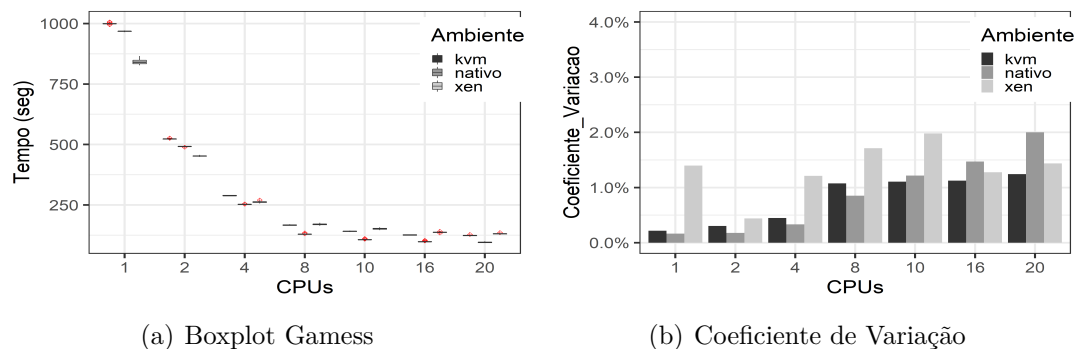 1000
750
500
250
Tempo (seg)
Ambiente
kvm
nativo
xen
1 2 4 8 10 16 20
CPUs
(a) Boxplot Gamess
4.0%
3.0%
2.0%
1.0%
0.0%
Coeficiente_Variacao
Ambiente
kvm
nativo
xen
1 2 4 8 10 16 20
CPUs
(b) Coeficiente de Variação